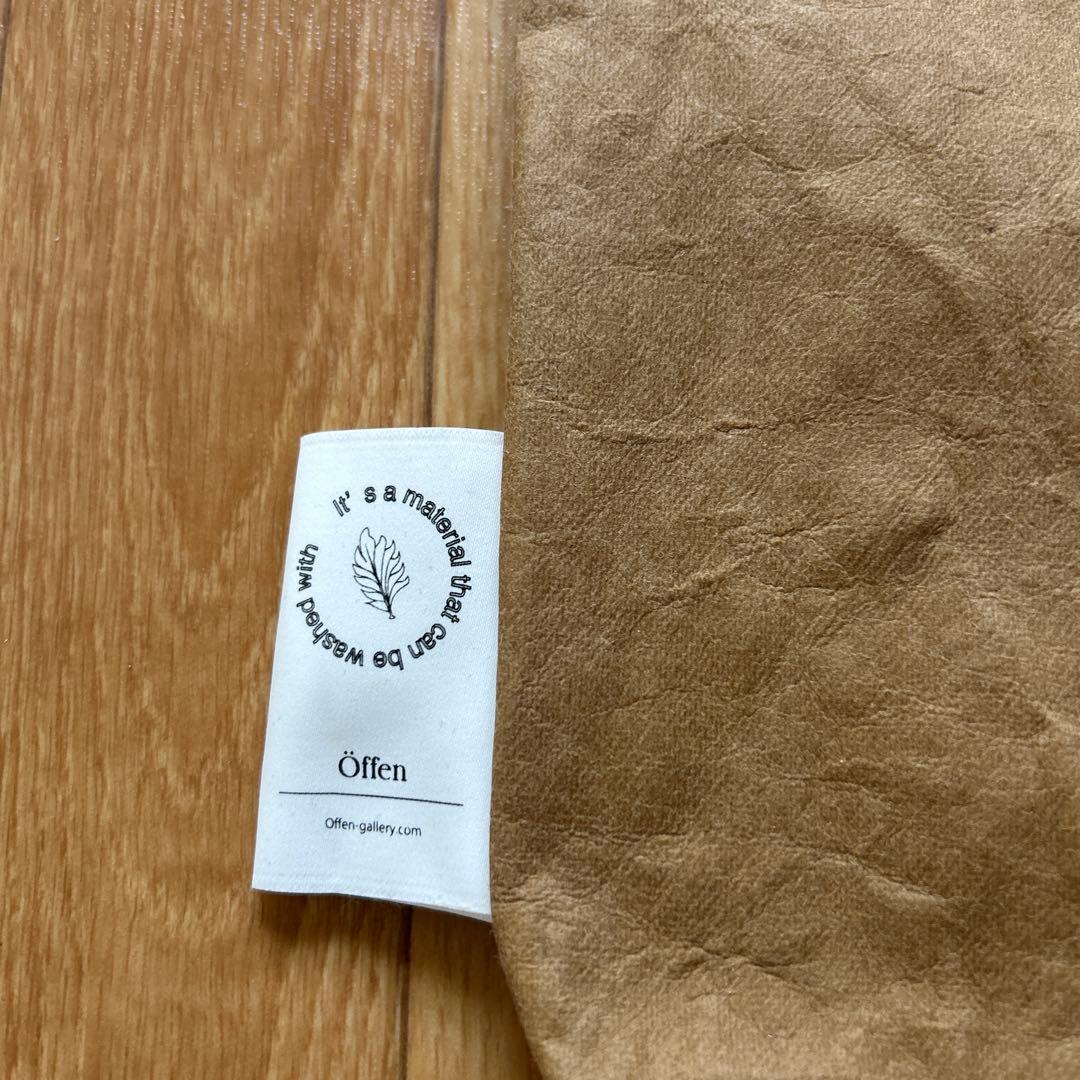 It's a material that can be washed with
Öffen
Offen-gallery.com